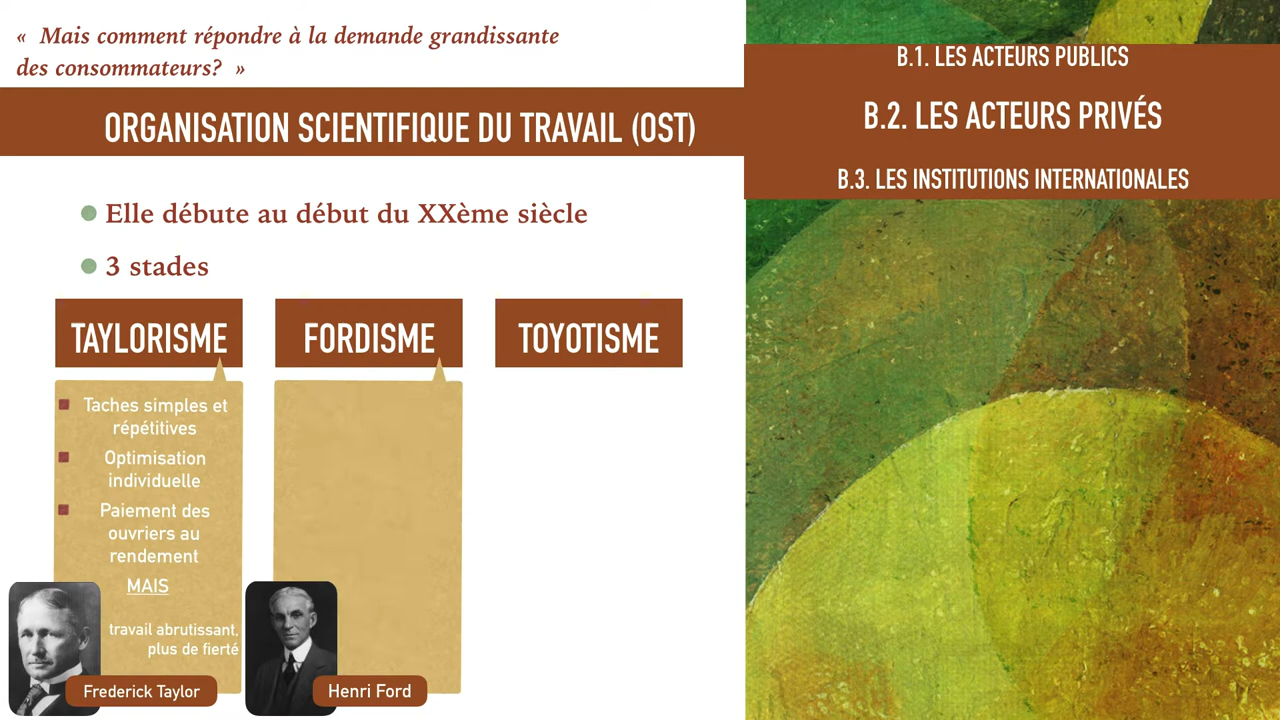 «  Mais comment répondre à la demande grandissante
des consommateurs?  »
ORGANISATION SCIENTIFIQUE DU TRAVAIL (OST)
Elle débute au début du XXème siècle
3 stades
TAYLORISME
Taches simples et
répétitives
Optimisation
individuelle
Paiement des
ouvriers au
rendement
MAIS
travail abrutissant,
plus de fierté
Frederick Taylor
FORDISME
Henri Ford
TOYOTISME
B.1. LES ACTEURS PUBLICS
B.2. LES ACTEURS PRIVÉS
B.3. LES INSTITUTIONS INTERNATIONALES